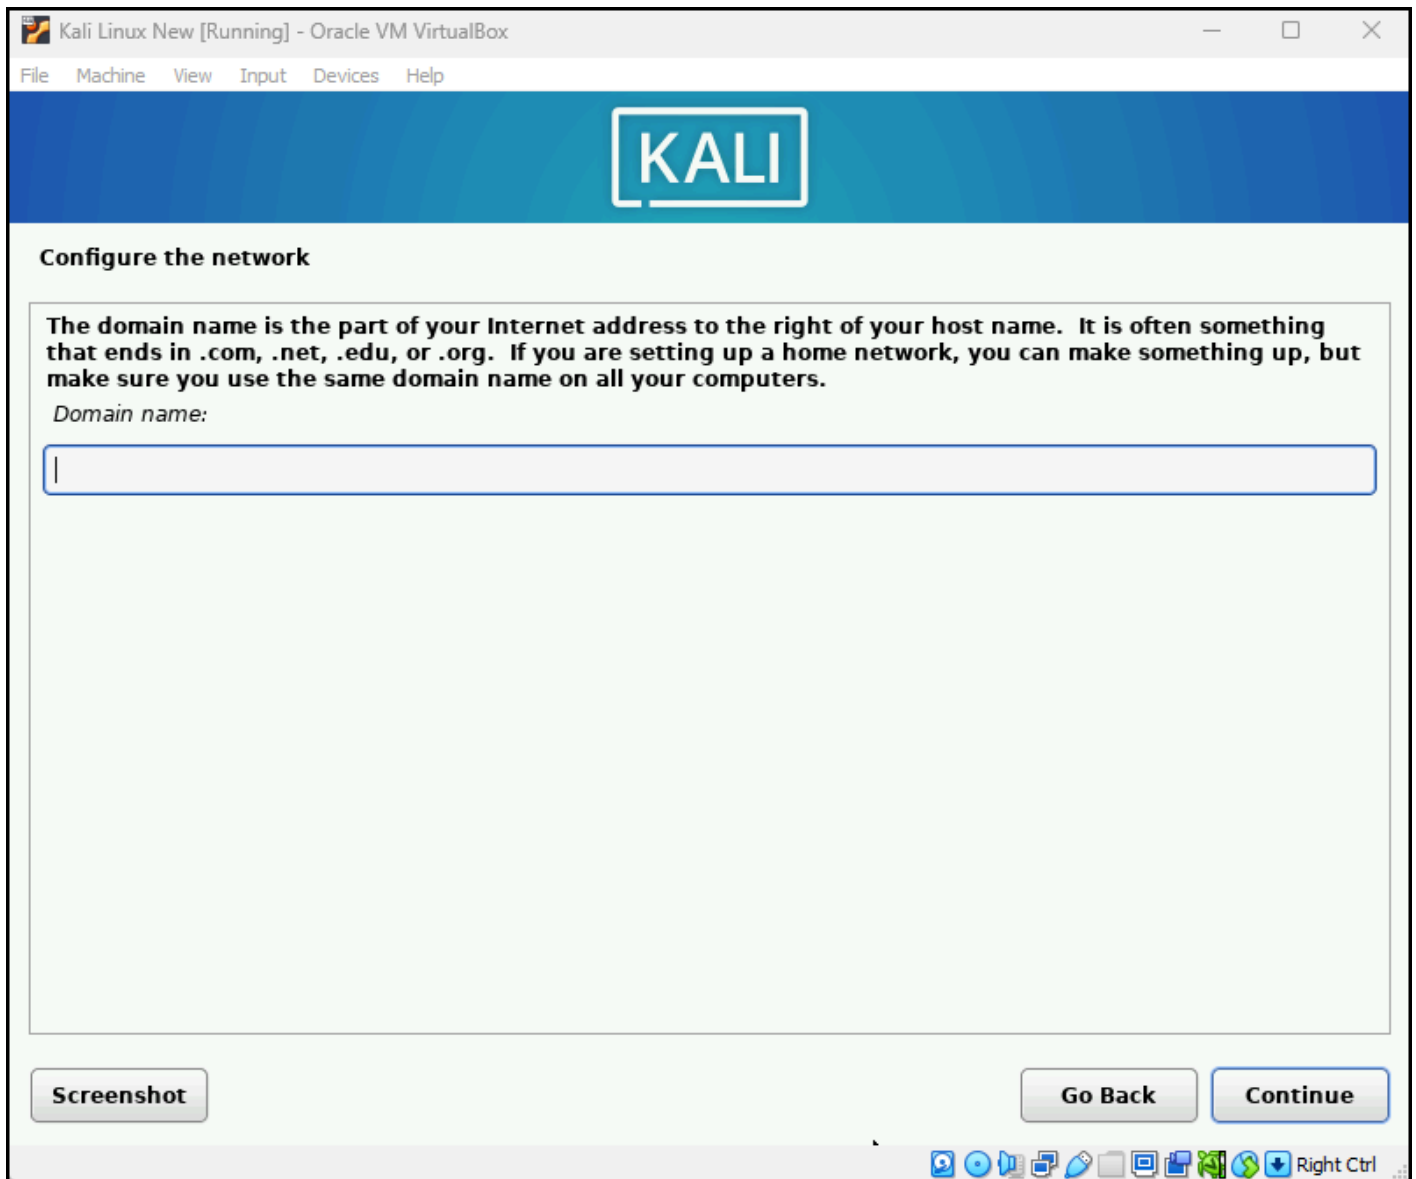 Kali Linux New [Running] - Oracle VM VirtualBox
File Machine View Input Devices Help
KALI
Configure the network
The domain name is the part of your Internet address to the right of your host name.  It is often something
that ends in .com, .net, .edu, or .org.  If you are setting up a home network, you can make something up, but
make sure you use the same domain name on all your computers.
Domain name:
Screenshot Go Back Continue
Right Ctrl